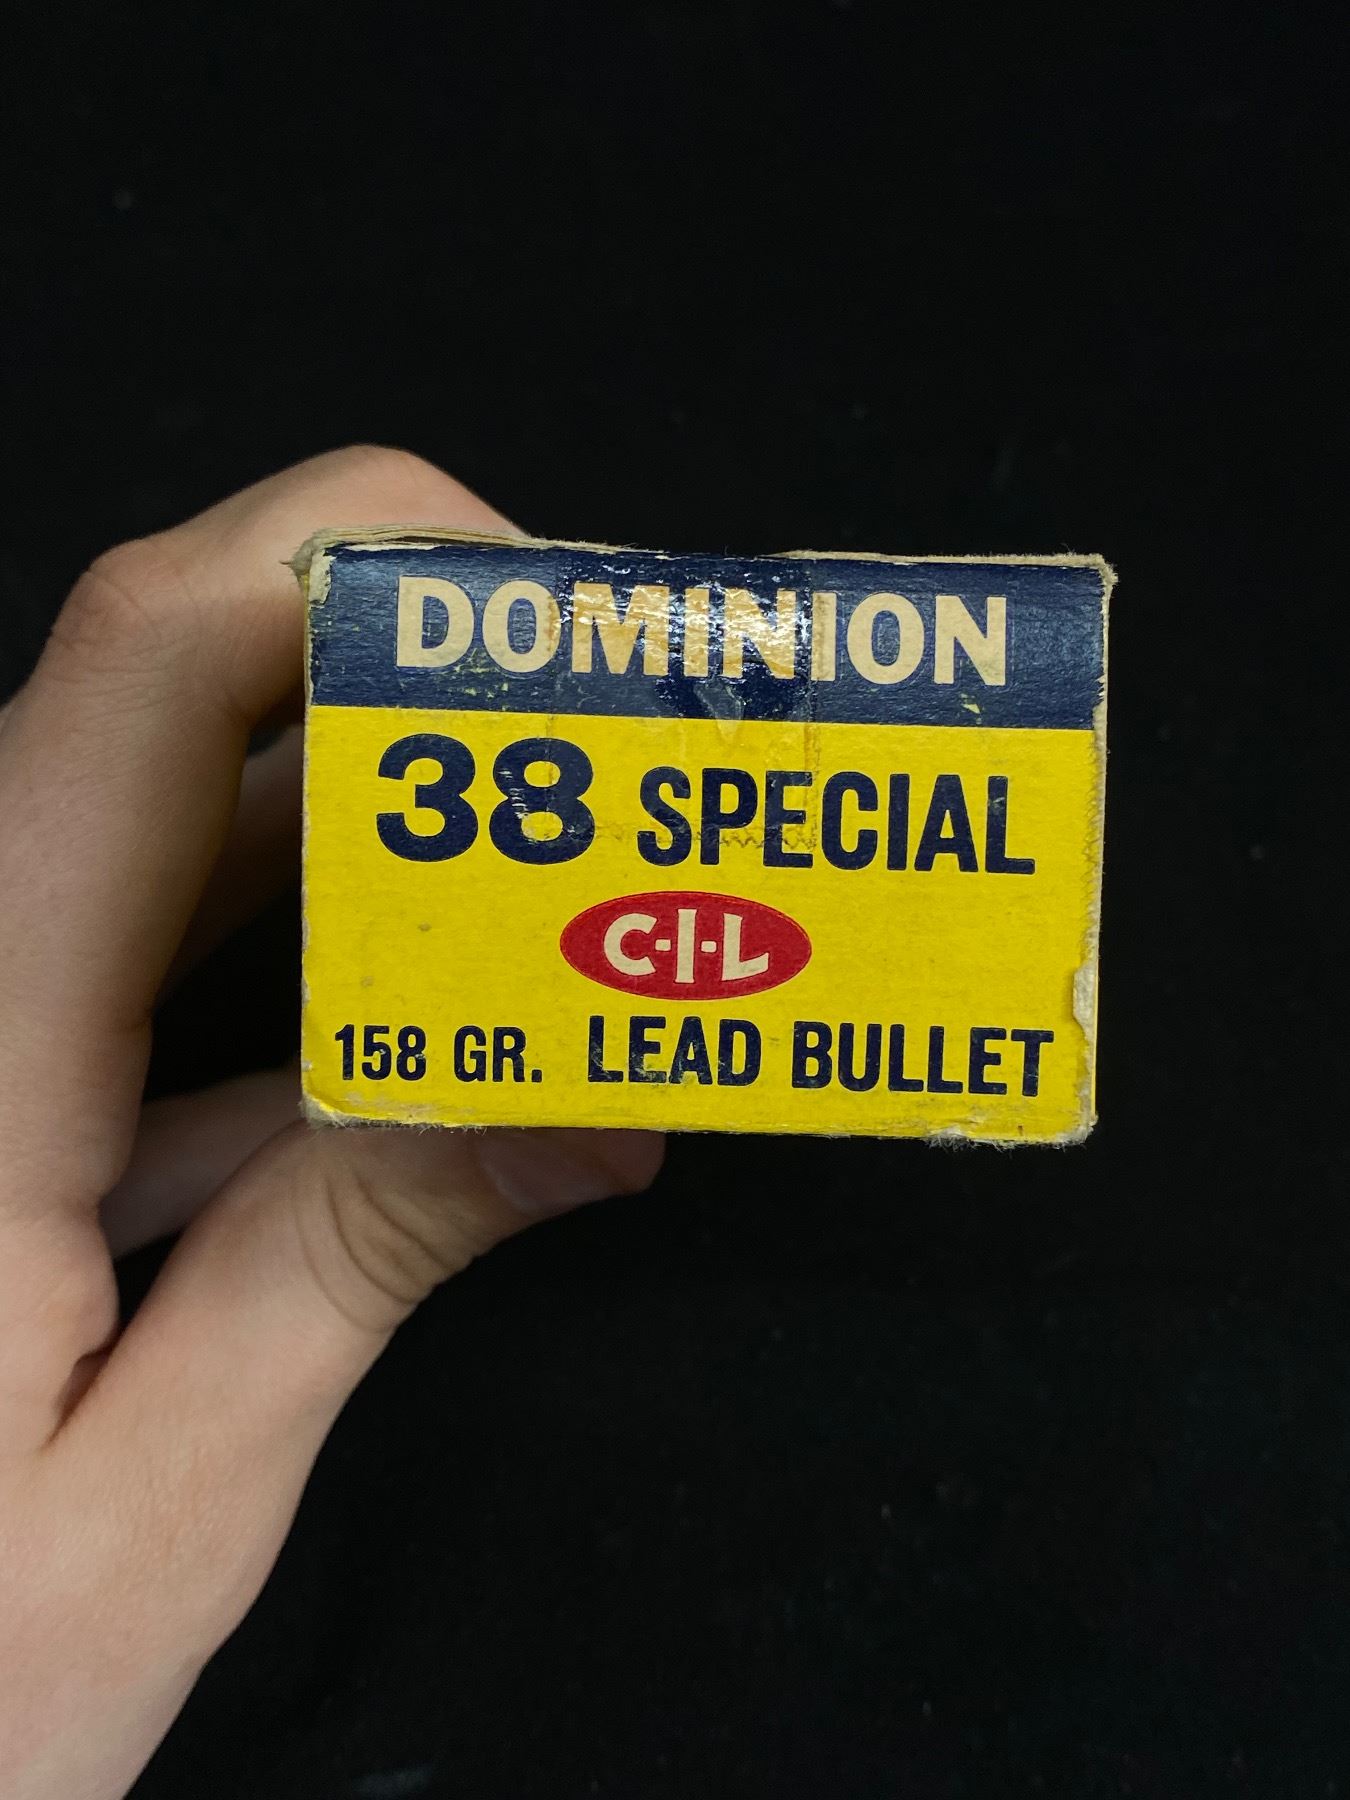 DOMINION
38 SPECIAL
C-I-L
158 GR. LEAD BULLET